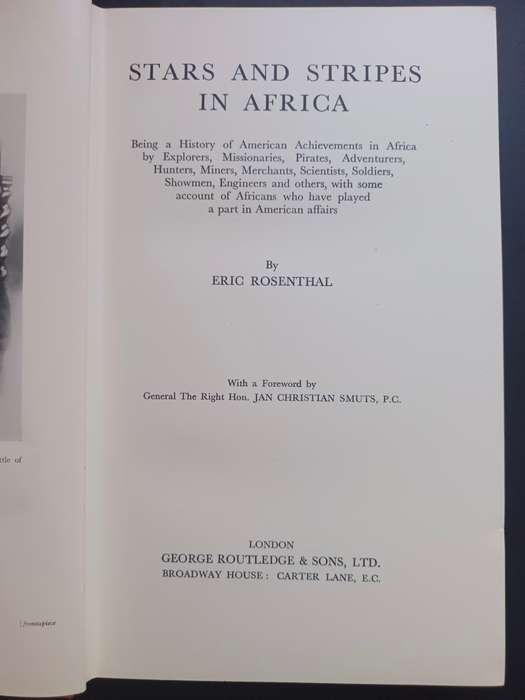 STARS AND STRIPES
IN AFRICA
Being a History of American Achievements in Africa
by Explorers, Missionaries, Pirates, Adventurers,
Hunters, Miners, Merchants, Scientists, Soldiers,
Showmen, Engineers and others, with some
account of Africans who have played
a part in American affairs
By
ERIC ROSENTHAL
With a Foreword by
General The Right Hon. JAN CHRISTIAN SMUTS, P.C.
LONDON
GEORGE ROUTLEDGE & SONS, LTD.
BROADWAY HOUSE: CARTER LANE, E.C.
ttle of
[frontispiece